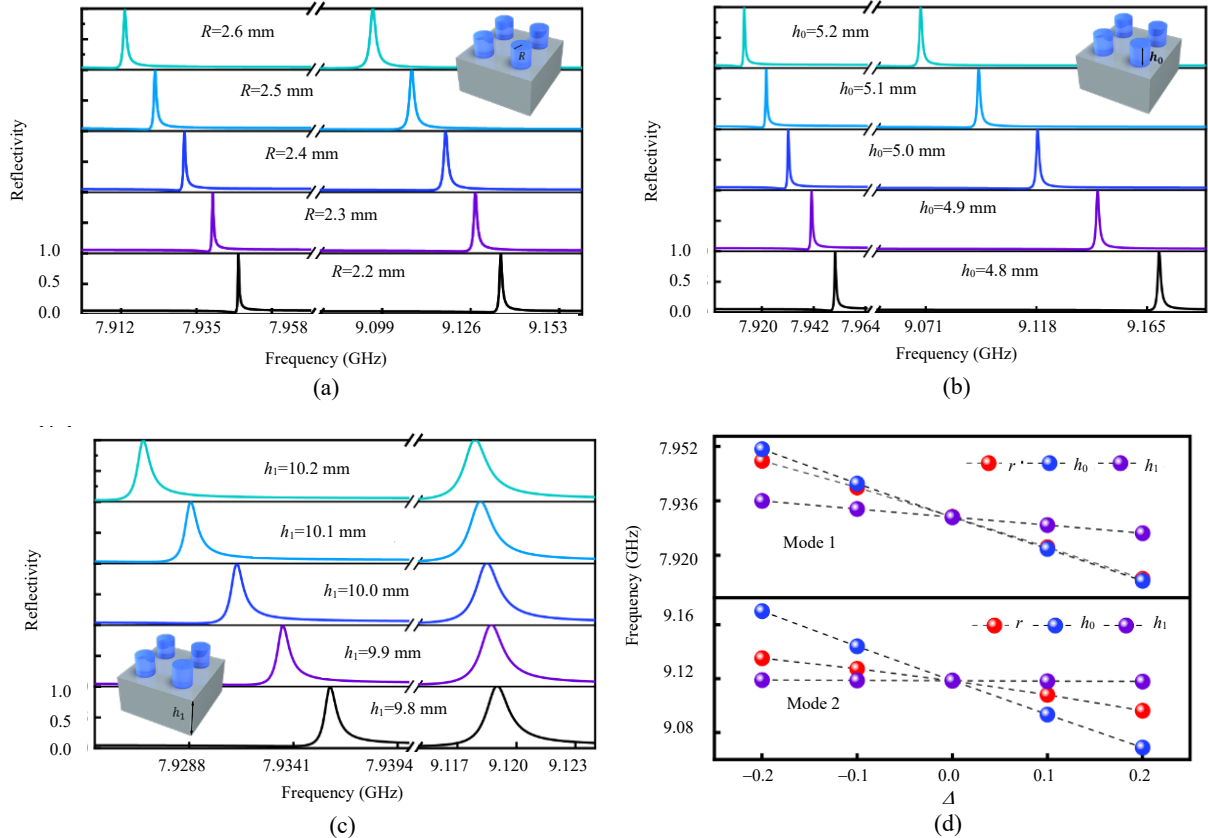 R=2.6 mm
R
R=2.5 mm
R=2.4 mm
R=2.3 mm
R=2.2 mm
Reflectivity
1.0
0.5
0.0
7.912 7.935 7.958 9.099 9.126 9.153
Frequency (GHz)
(a)
h₀=5.2 mm
h₀
h₀=5.1 mm
h₀=5.0 mm
h₀=4.9 mm
h₀=4.8 mm
Reflectivity
1.0
0.5
0.0
7.920 7.942 7.964 9.071 9.118 9.165
Frequency (GHz)
(b)
h₁=10.2 mm
h₁=10.1 mm
h₁=10.0 mm
h₁=9.9 mm
h₁=9.8 mm
h₁
Reflectivity
1.0
0.5
0.0
7.9288 7.9341 7.9394 9.117 9.120 9.123
Frequency (GHz)
(c)
7.952
7.936
7.920
r h₀ h₁
Mode 1
9.16
9.12
9.08
r h₀ h₁
Mode 2
Frequency (GHz)
−0.2 −0.1 0.0 0.1 0.2
Δ
(d)